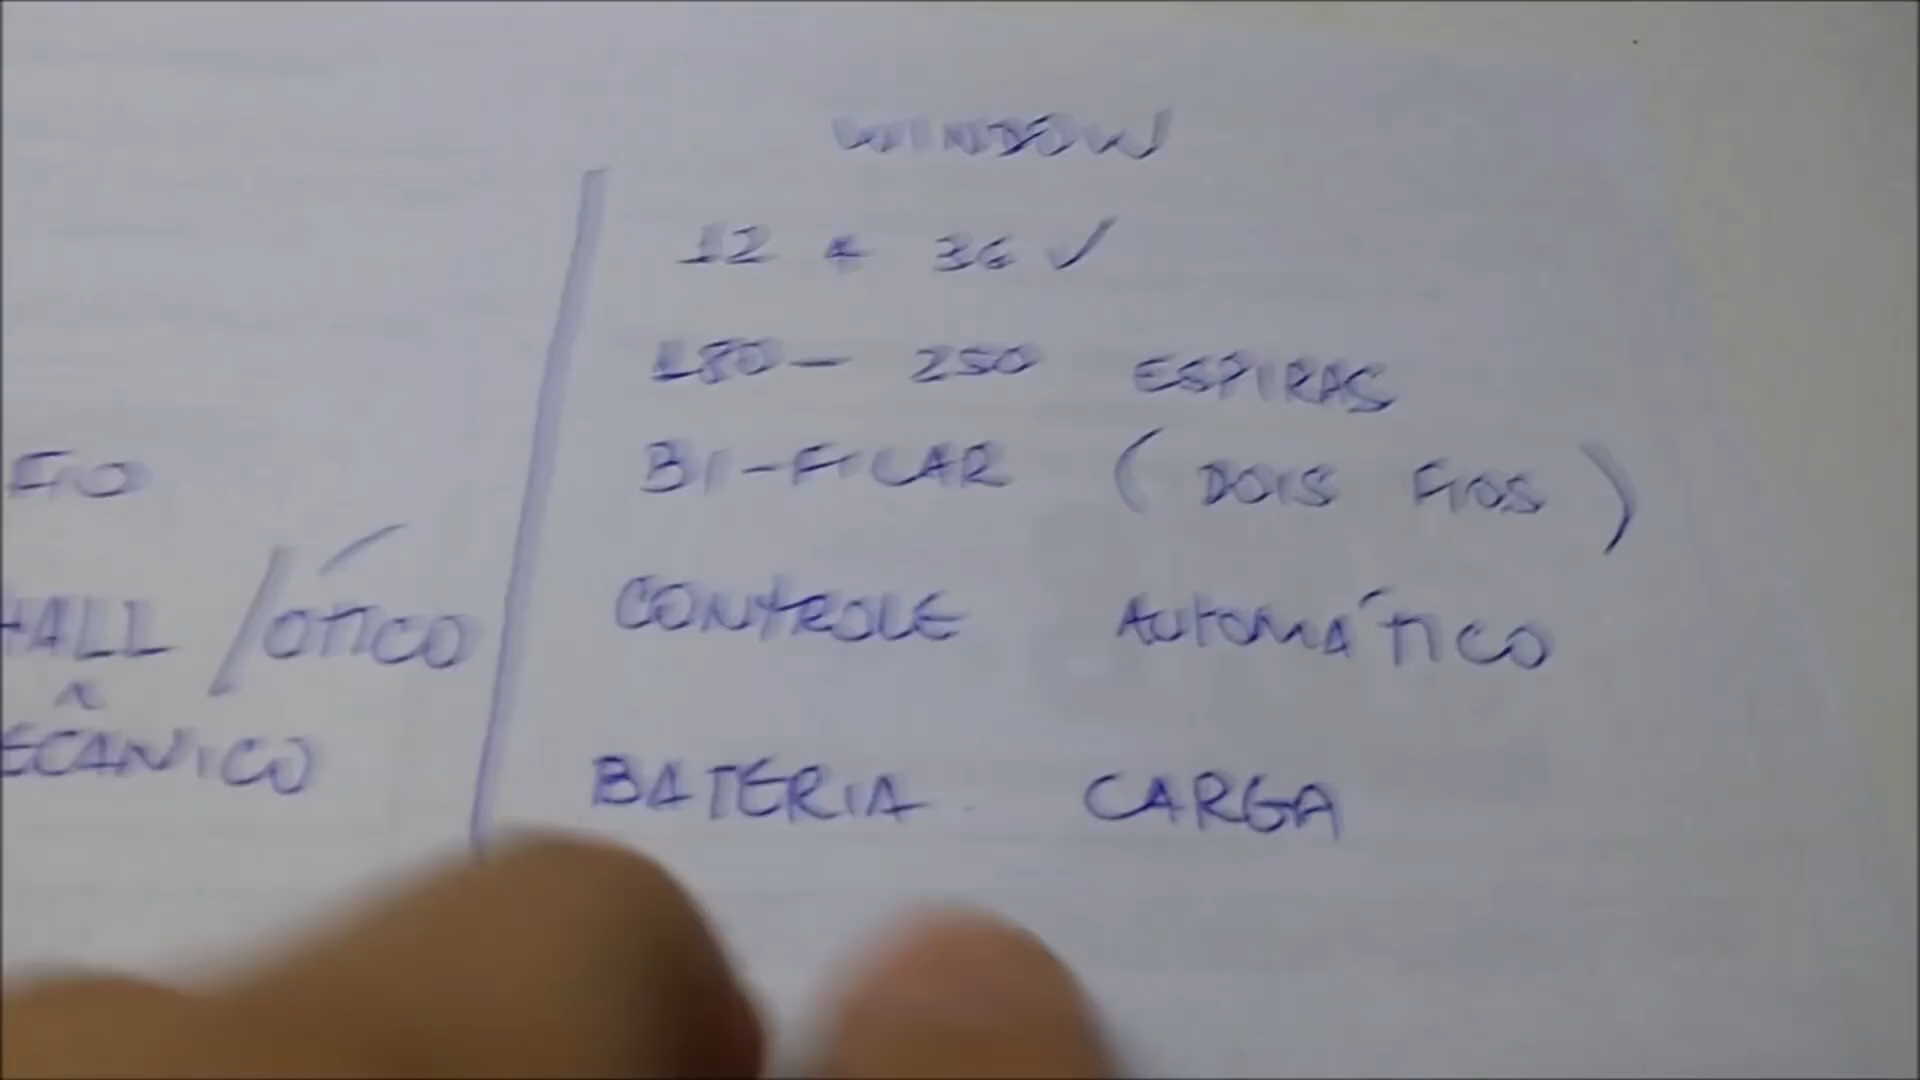 WINDOW
12 A 36 V
180 - 250 ESPIRAS
BI-FILAR ( DOIS FIOS )
CONTROLE AUTOMÁTICO
BATERIA CARGA
FIO
HALL / ÓTICO
ECÂNICO